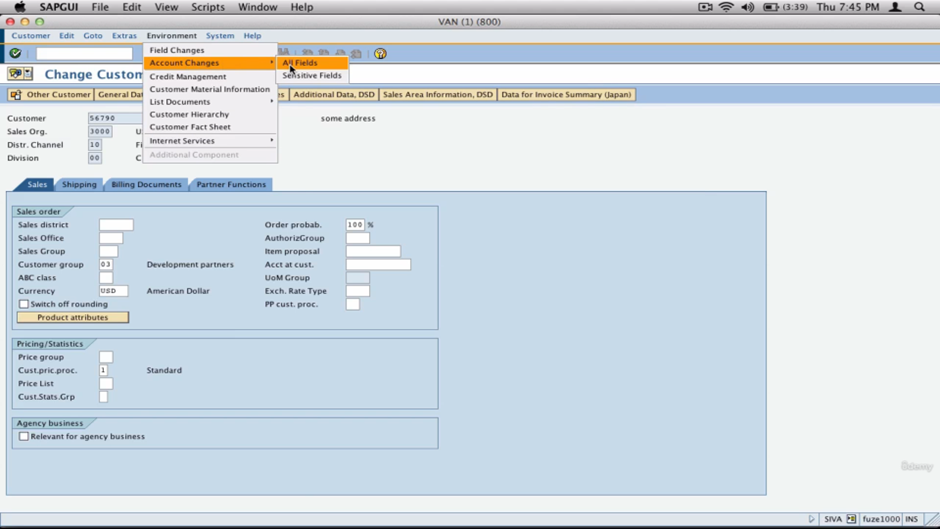 SAPGUI File Edit View Scripts Window Help (3:39) Thu 7:45 PM
VAN (1) (800)
Customer Edit Goto Extras Environment System Help
Field Changes
Account Changes All Fields
Change Custom
Credit Management Sensitive Fields
Customer Material Information
Other Customer General Dat Additional Data, DSD Sales Area Information, DSD Data for Invoice Summary (Japan)
List Documents
Customer Hierarchy
Customer 56790 some address
Customer Fact Sheet
Sales Org. 3000
Internet Services
Distr. Channel 10
Additional Component
Division 00
Sales Shipping Billing Documents Partner Functions
Sales order
Sales district Order probab. 100 %
Sales Office AuthorizGroup
Sales Group Item proposal
Customer group 03 Development partners Acct at cust.
ABC class UoM Group
Currency USD American Dollar Exch. Rate Type
Switch off rounding PP cust. proc.
Product attributes
Pricing/Statistics
Price group
Cust.pric.proc. 1 Standard
Price List
Cust.Stats.Grp
Agency business
Relevant for agency business
Udemy
SIVA fuze1000 INS